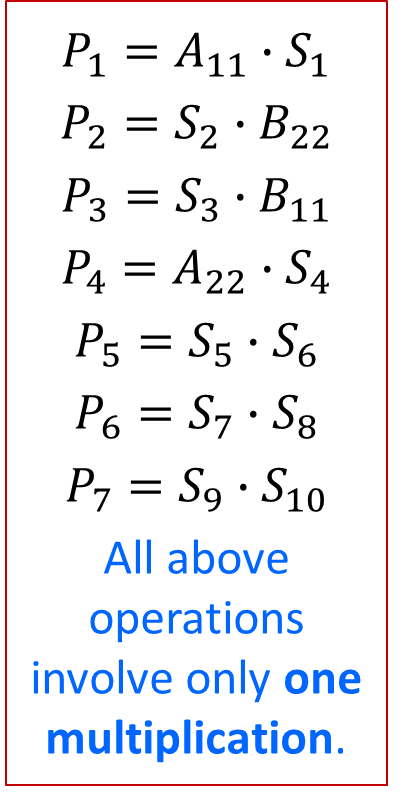 P₁ = A₁₁ · S₁
P₂ = S₂ · B₂₂
P₃ = S₃ · B₁₁
P₄ = A₂₂ · S₄
P₅ = S₅ · S₆
P₆ = S₇ · S₈
P₇ = S₉ · S₁₀
All above
operations
involve only one
multiplication.